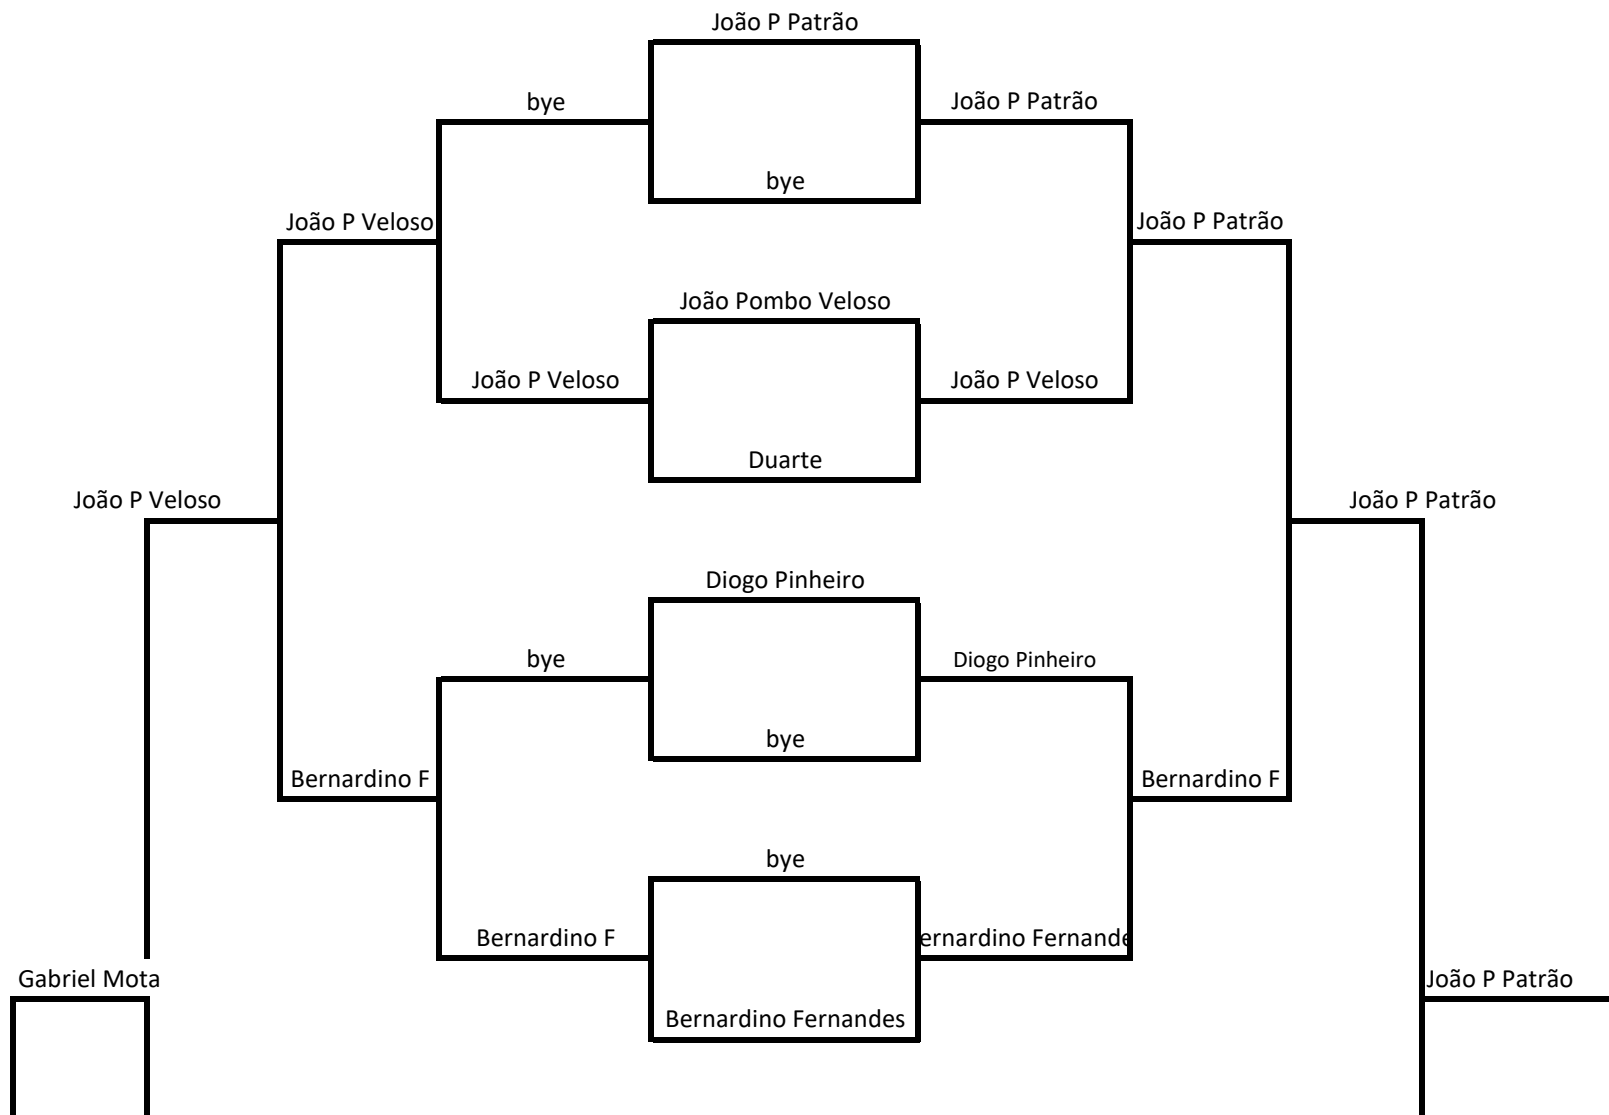 João P Patrão
bye
João P Patrão
bye
João P Veloso
João P Patrão
João Pombo Veloso
João P Veloso
João P Veloso
Duarte
João P Veloso
João P Patrão
Diogo Pinheiro
bye
Diogo Pinheiro
bye
Bernardino F
Bernardino F
bye
Bernardino F
ernardino Fernande
Gabriel Mota
João P Patrão
Bernardino Fernandes